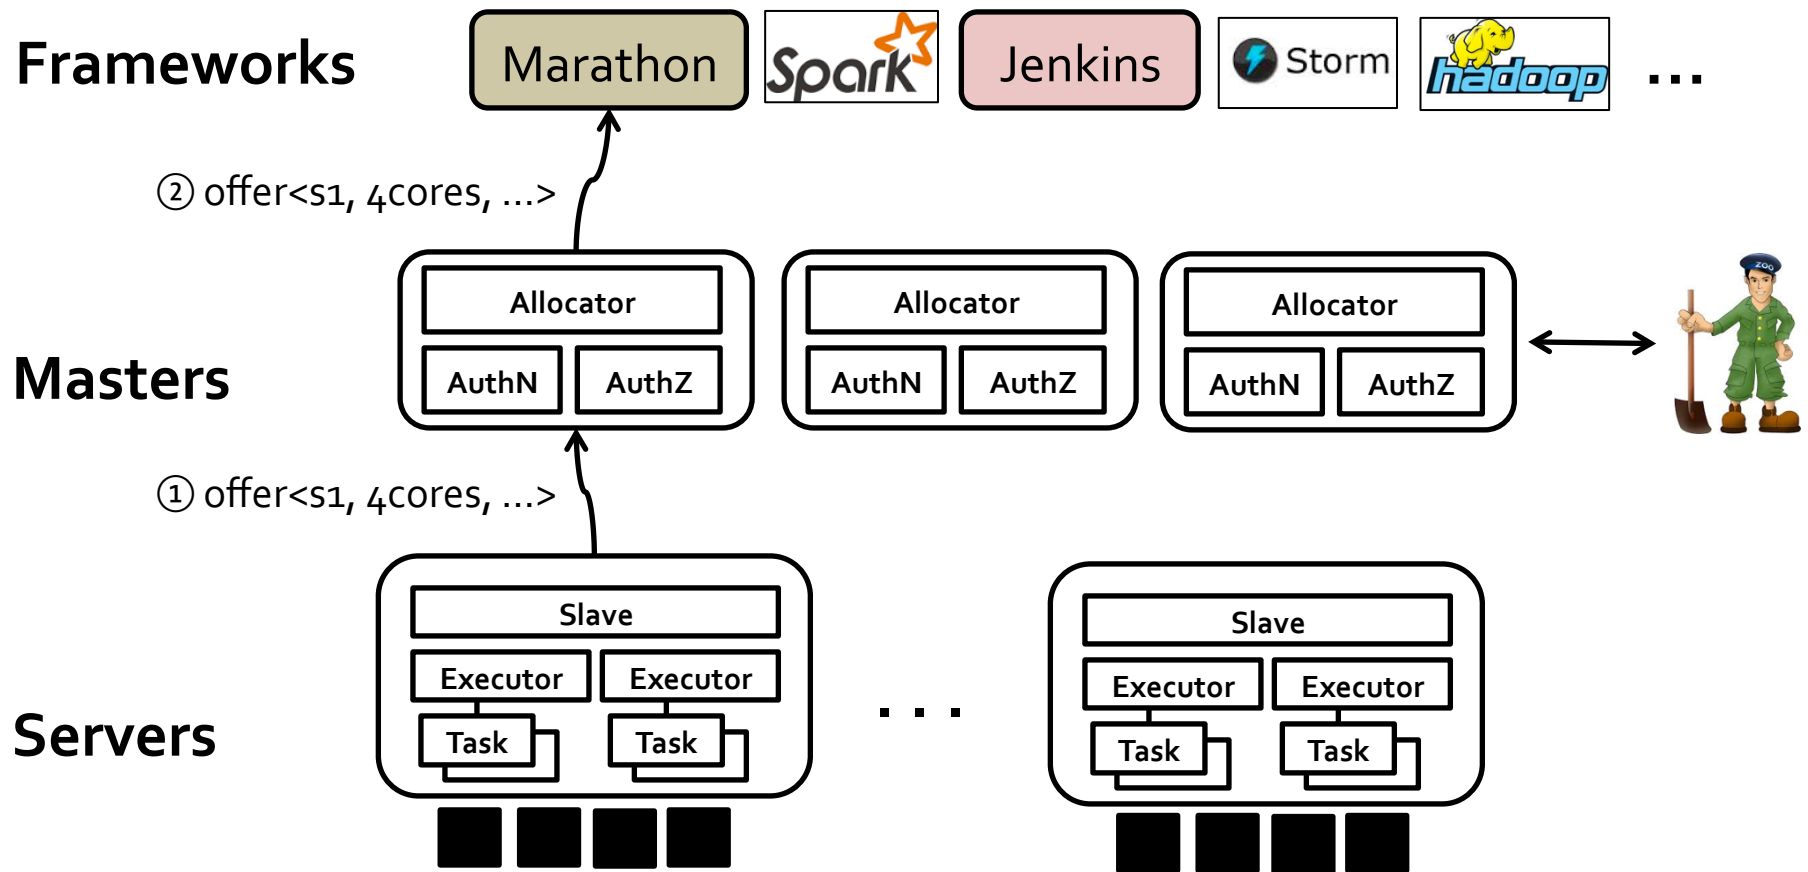 Frameworks
Marathon
Spark
Jenkins
Storm
hadoop
...
② offer<s1, 4cores, ...>
Allocator
Allocator
Allocator
ZOO
Masters
AuthN
AuthZ
AuthN
AuthZ
AuthN
AuthZ
① offer<s1, 4cores, ...>
Slave
Slave
Executor
Executor
Executor
Executor
...
Servers
Task
Task
Task
Task